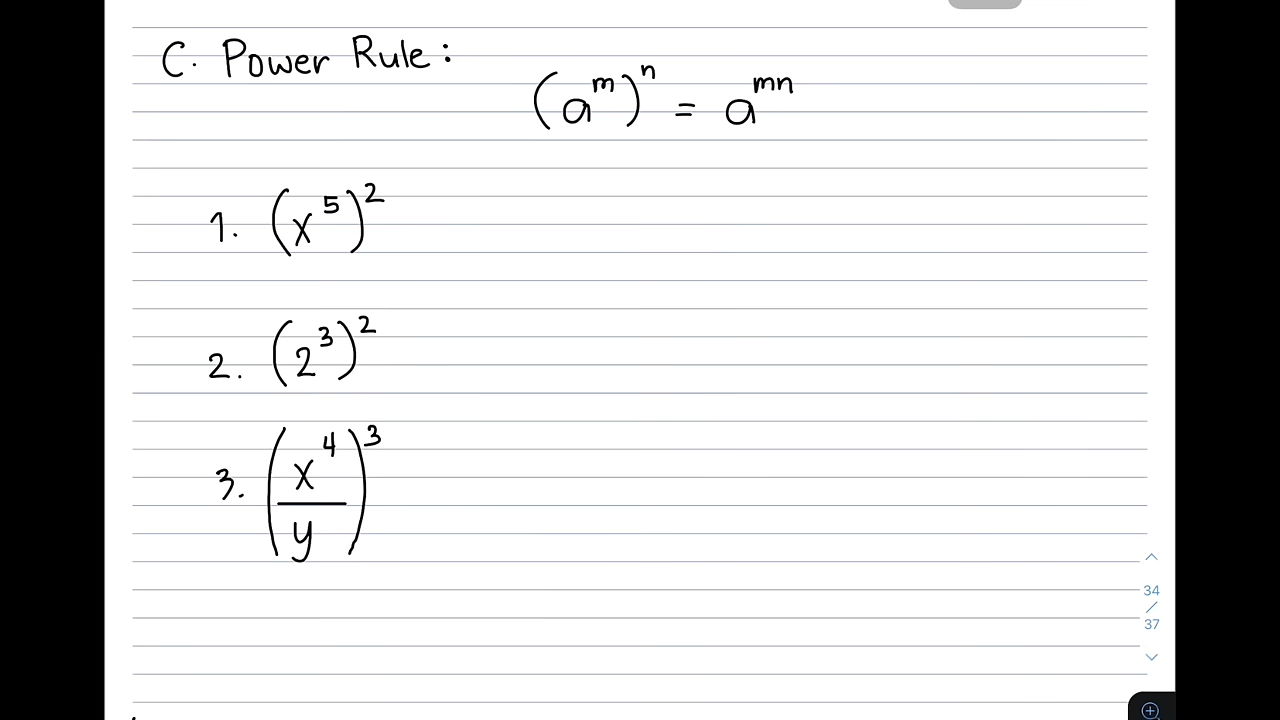 C. Power Rule:
(a^m)^n = a^mn
1. (x^5)^2
2. (2^3)^2
3. (x^4/y)^3
34
/
37